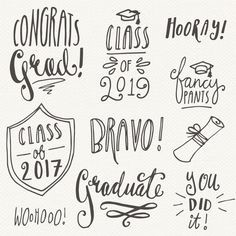 CONGRATS
Grad!
CLASS
OF
2019
HOORAY!
fancy
PANTS
CLASS
of
2017
BRAVO!
Graduate
YOU
DID
it!
WOOHOOO!